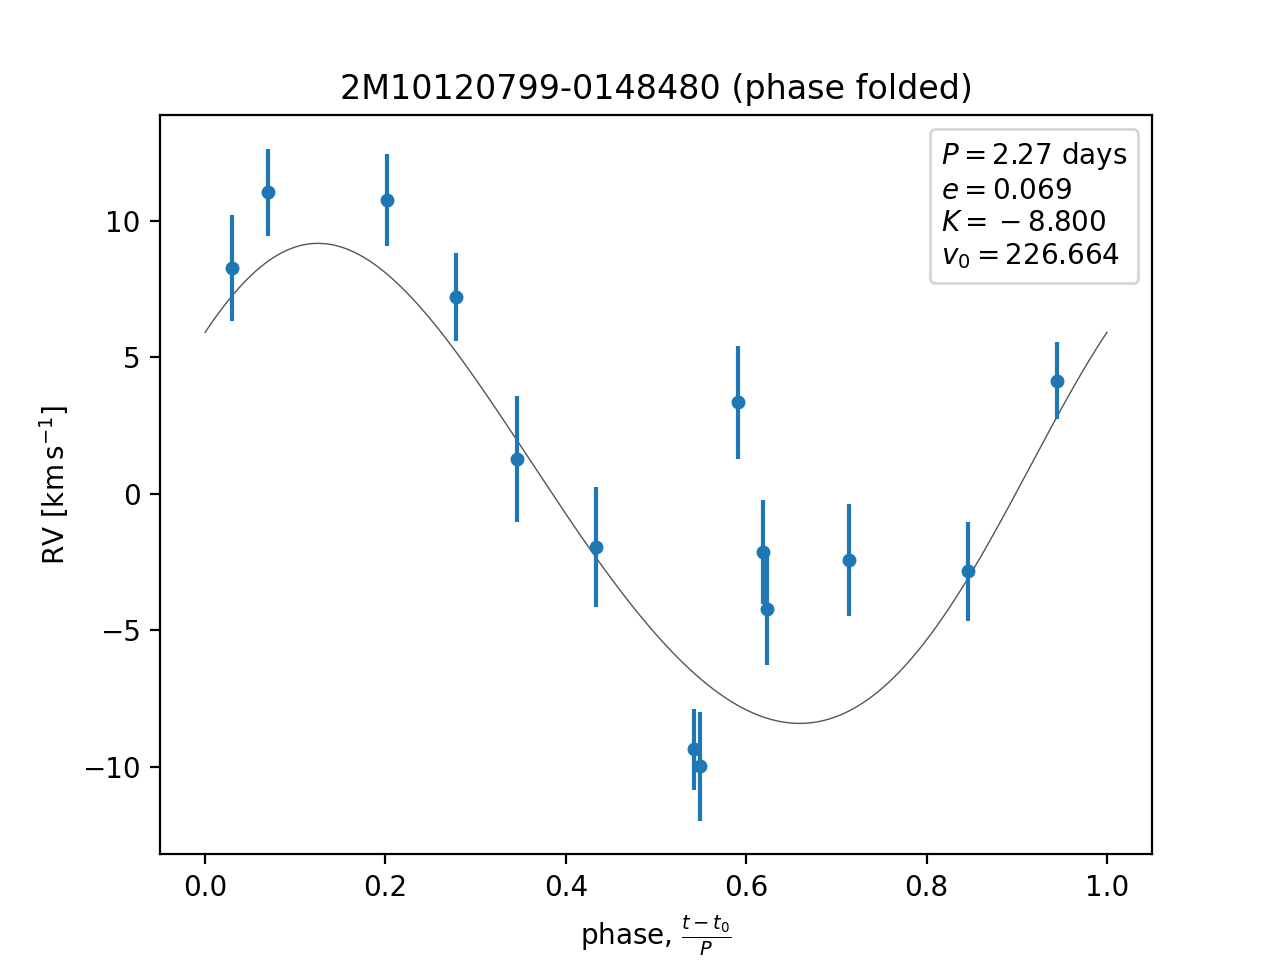 2M10120799-0148480 (phase folded)
P = 2.27 days
e = 0.069
K = −8.800
v₀ = 226.664
RV [km s⁻¹]
10
5
0
−5
−10
0.0 0.2 0.4 0.6 0.8 1.0
phase, (t − t₀)/P